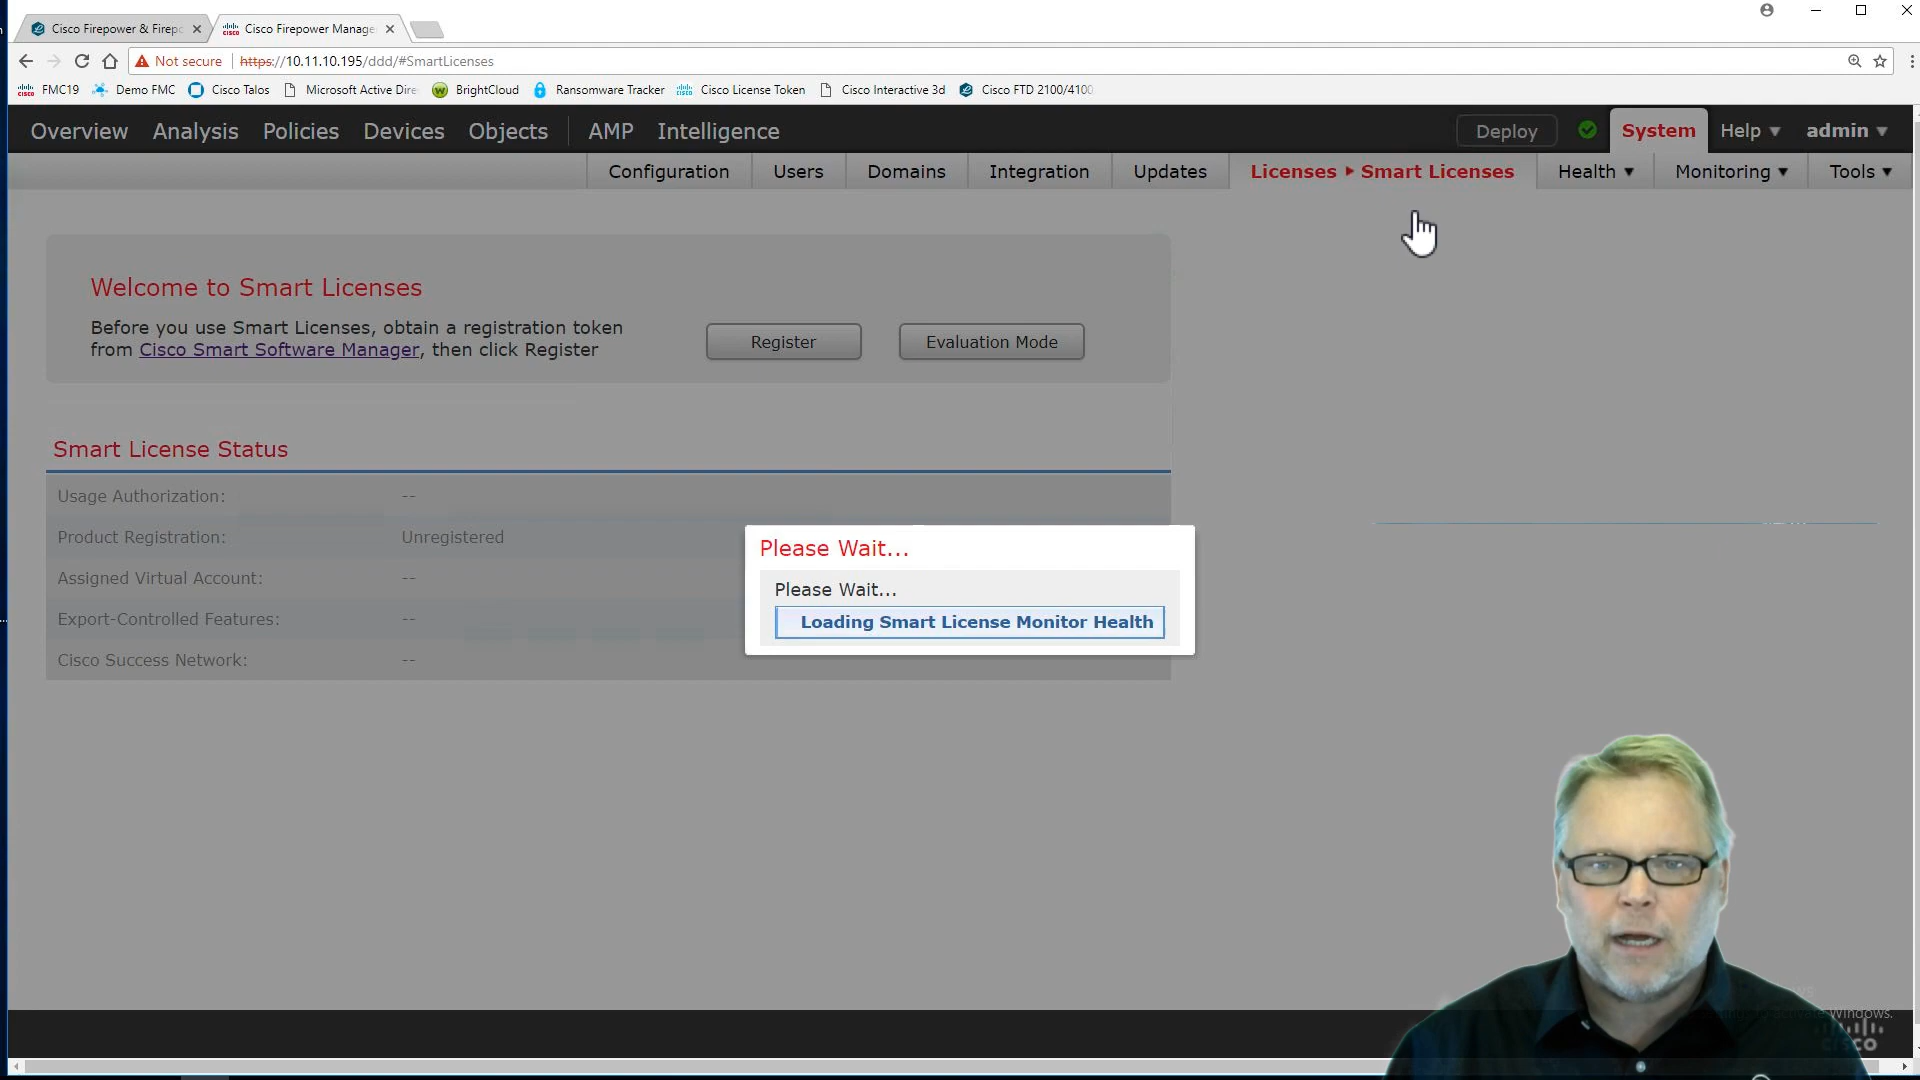 Cisco Firepower & Firepo
Cisco Firepower Manage
Not secure
https://10.11.10.195/ddd/#SmartLicenses
FMC19
Demo FMC
Cisco Talos
Microsoft Active Dire
BrightCloud
Ransomware Tracker
Cisco License Token
Cisco Interactive 3d
Cisco FTD 2100/4100
Overview
Analysis
Policies
Devices
Objects
AMP
Intelligence
Deploy
System
Help
admin
Configuration
Users
Domains
Integration
Updates
Licenses
Smart Licenses
Health
Monitoring
Tools
Welcome to Smart Licenses
Before you use Smart Licenses, obtain a registration token
from Cisco Smart Software Manager, then click Register
Register
Evaluation Mode
Smart License Status
Usage Authorization: --
Product Registration: Unregistered
Assigned Virtual Account: --
Export-Controlled Features: --
Cisco Success Network: --
Please Wait...
Please Wait...
Loading Smart License Monitor Health
Windows.
cisco